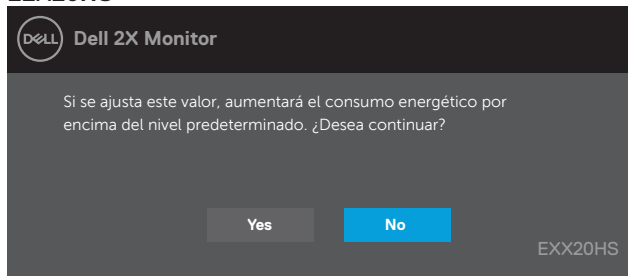 DELL
Dell 2X Monitor
Si se ajusta este valor, aumentará el consumo energético por
encima del nivel predeterminado. ¿Desea continuar?
Yes
No
EXX20HS